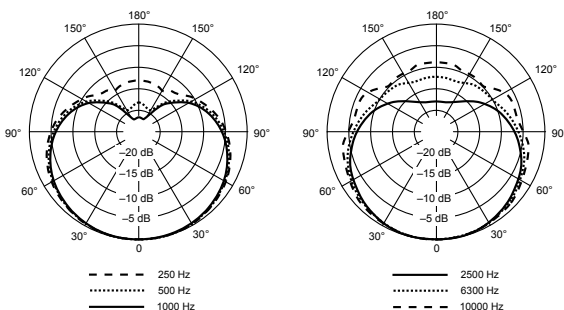 180°
150° 150°
120° 120°
90° 90°
–20 dB
–15 dB
60° 60°
–10 dB
–5 dB
30° 30°
0
250 Hz
500 Hz
1000 Hz
180°
150° 150°
120° 120°
90° 90
–20 dB
–15 dB
60° 60°
–10 dB
–5 dB
30° 30°
0
2500 Hz
6300 Hz
10000 Hz